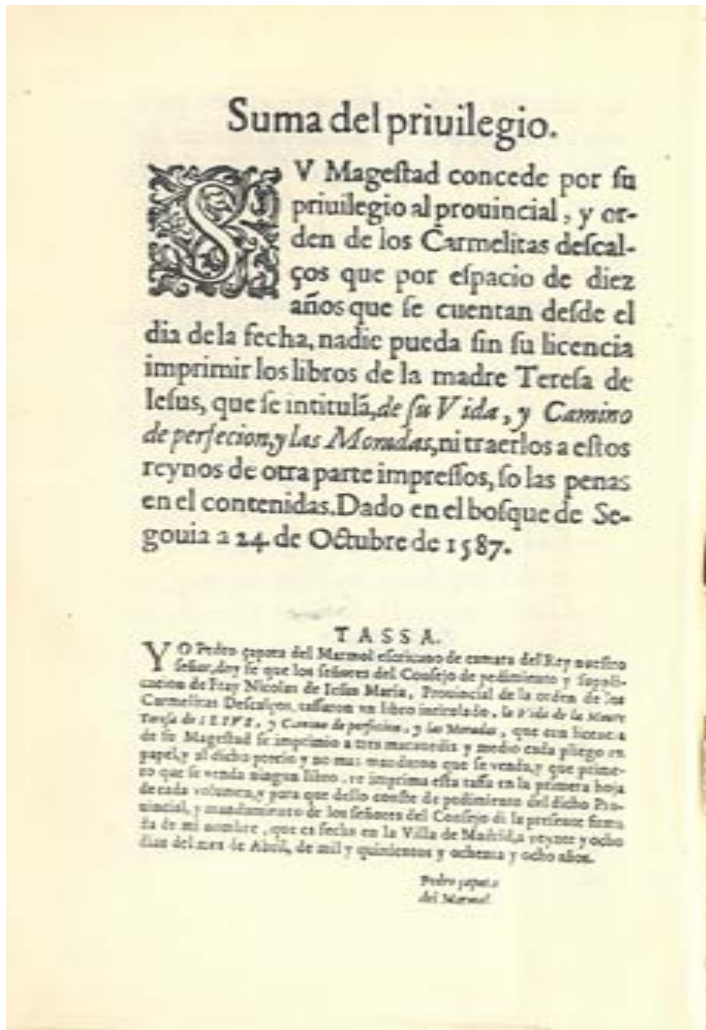 Suma del priuilegio.
SV Mageſtad concede por ſu
priuilegio al prouincial, y or-
den de los Carmelitas deſcal-
ços que por eſpacio de diez
años que ſe cuentan deſde el
dia dela fecha, nadie pueda ſin ſu licencia
imprimir los libros de la madre Tereſa de
Ieſus, que ſe intitulã, de ſu Vida, y Camino
de perfecion, y las Moradas, ni traerlos a eſtos
reynos de otra parte impreſſos, ſo las penas
en el contenidas. Dado en el boſque de Se-
gouia a 24. de Octubre de 1587.
TASSA.
YO Pedro çapata del Marmol eſcriuano de camara del Rey nueſtro
ſeñor, doy fe que los ſeñores del Conſejo de pedimiento y ſupli-
cacion de Fray Nicolas de Ieſus Maria, Prouincial de la orden de los
Carmelitas Deſcalços, taſſaron vn libro intitulado, la Vida de la Madre
Tereſa de IESVS, y Camino de perfecion, y las Moradas, que con licencia
de ſu Mageſtad ſe imprimio a tres marauedis y medio cada pliego en
papel, y al dicho precio y no mas mandaron que ſe venda, y que prime-
ro que ſe venda ningun libro, ſe imprima eſta taſſa en la primera hoja
de cada volumen, y para que dello conſte de pedimiento del dicho Pro-
uincial, y mandamiento de los ſeñores del Conſejo di la preſente firma
da de mi nombre, que es fecho en la Villa de Madrid, a veynte y ocho
dias del mes de Abril, de mil y quinientos y ochenta y ocho años.
Pedro çapata
del Marmol.